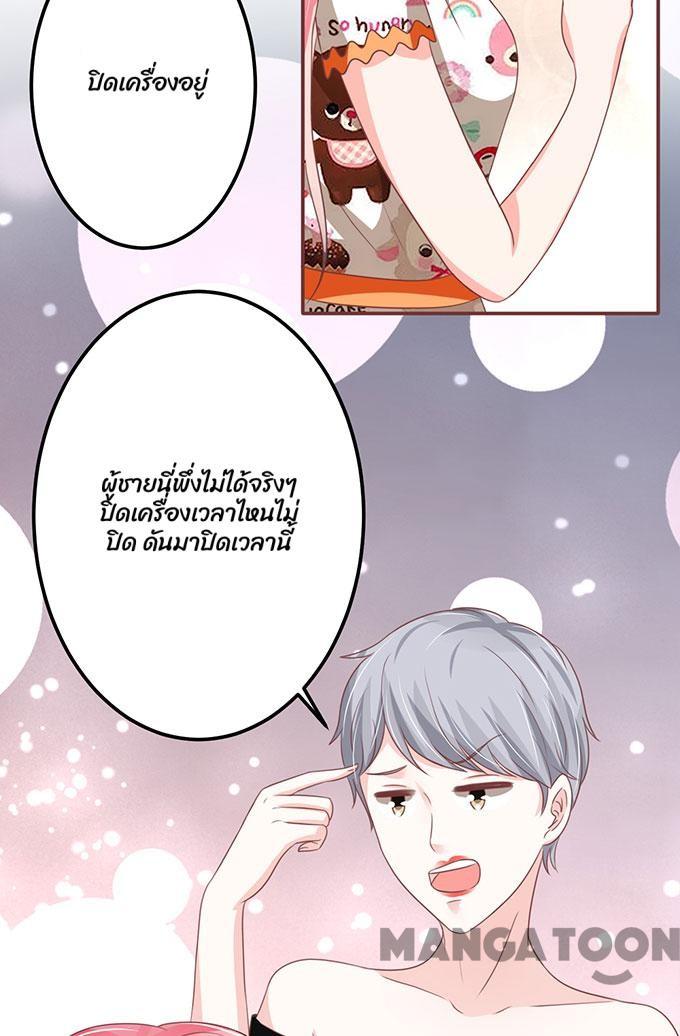 so hungry
ปิดเครื่องอยู่
ผู้ชายนี่พึ่งไม่ได้จริงๆ
ปิดเครื่องเวลาไหนไม่
ปิด ดันมาปิดเวลานี้
MANGATOON